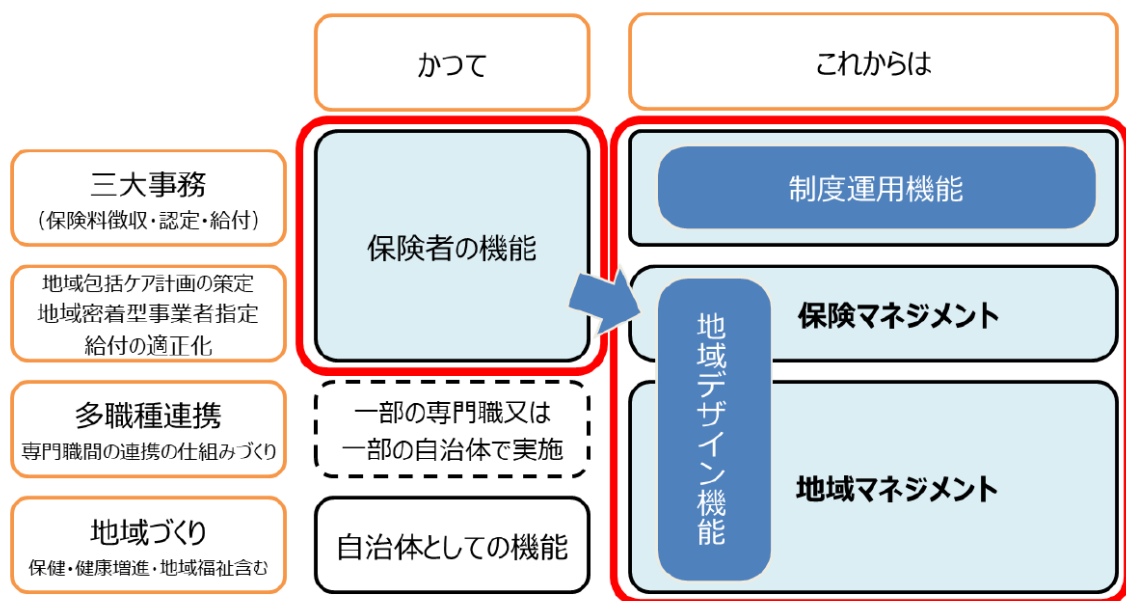 かつて
これからは
三大事務
(保険料徴収・認定・給付)
保険者の機能
制度運用機能
地域包括ケア計画の策定
地域密着型事業者指定
給付の適正化
地域デザイン機能
保険マネジメント
多職種連携
専門職間の連携の仕組みづくり
一部の専門職又は
一部の自治体で実施
地域マネジメント
地域づくり
保健・健康増進・地域福祉含む
自治体としての機能